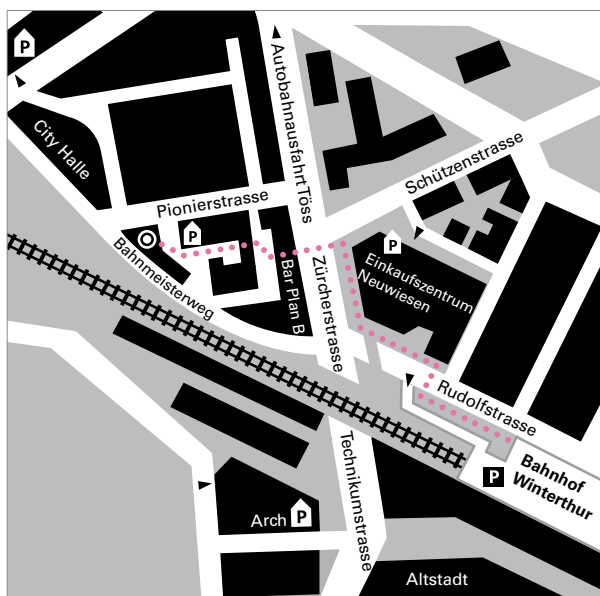 P
Autobahnausfahrt Töss
City Halle
Schützenstrasse
Pionierstrasse
P
P
Bahnmeisterweg
Bar Plan B
Zürcherstrasse
Einkaufszentrum
Neuwiesen
Rudolfstrasse
Bahnhof
Winterthur
P
Technikumstrasse
Arch
P
Altstadt